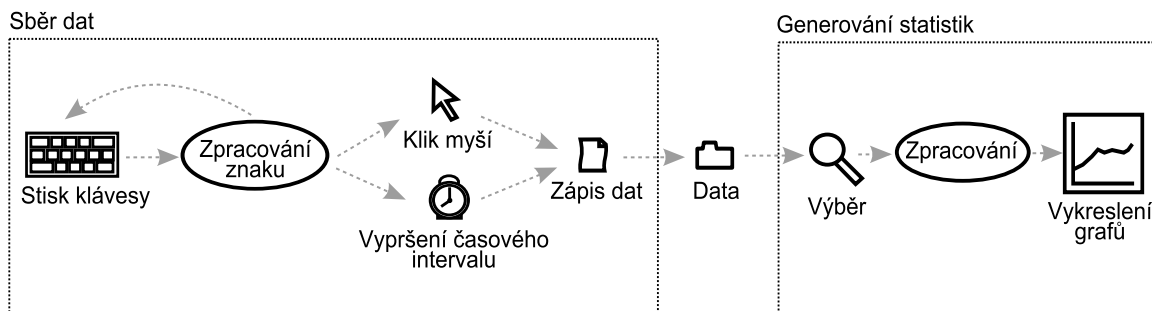 Sběr dat
Generování statistik
Stisk klávesy
Zpracování
znaku
Klik myší
Vypršení časového
intervalu
Zápis dat
Data
Výběr
Zpracování
Vykreslení
grafů